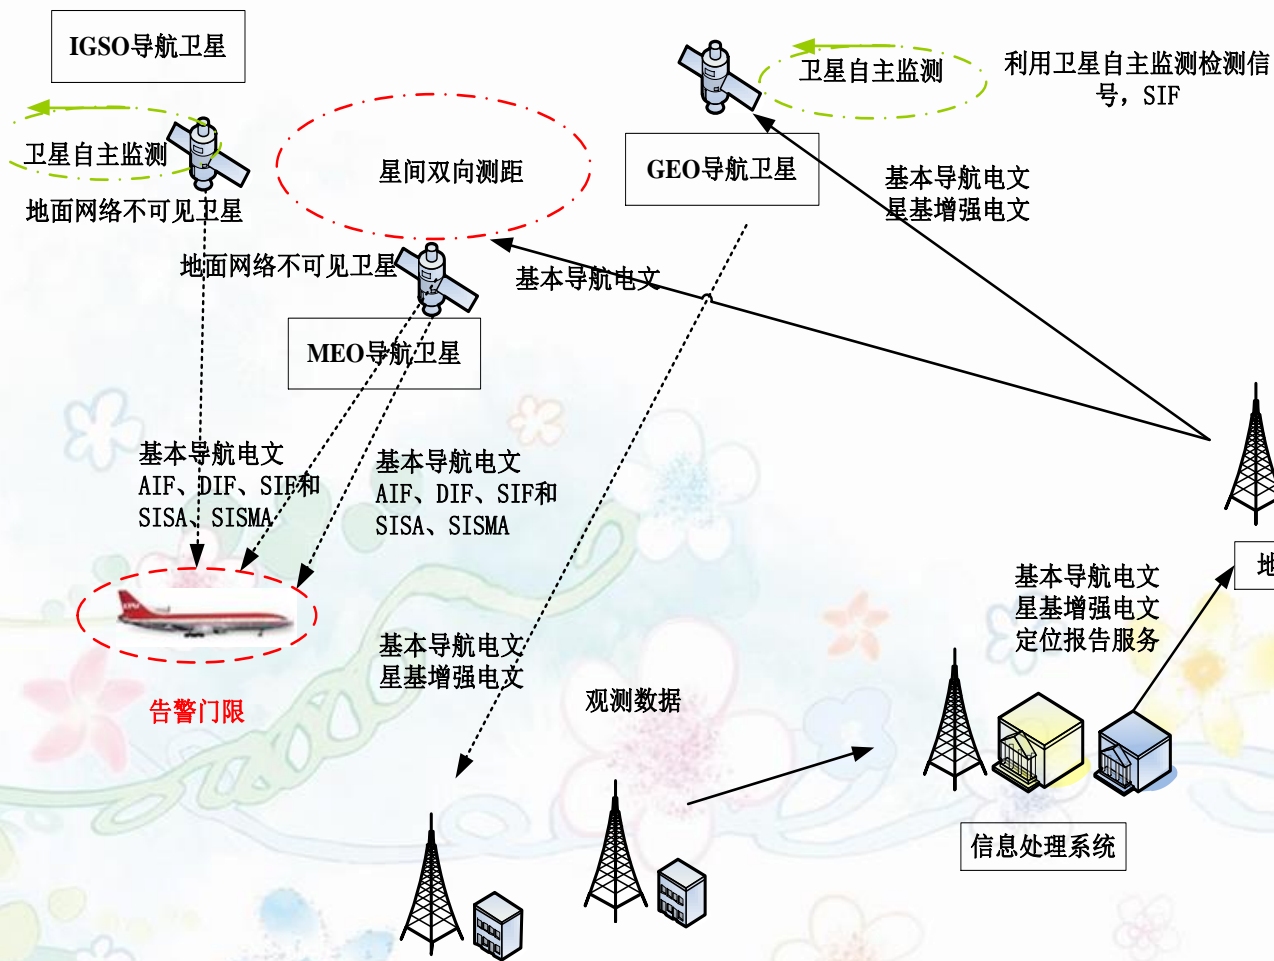 IGSO导航卫星
卫星自主监测
利用卫星自主监测检测信
号，SIF
卫星自主监测
星间双向测距
GEO导航卫星
基本导航电文
星基增强电文
地面网络不可见卫星
地面网络不可见卫星
基本导航电文
MEO导航卫星
基本导航电文
AIF、DIF、SIF和
SISA、SISMA
基本导航电文
AIF、DIF、SIF和
SISA、SISMA
地
基本导航电文
星基增强电文
定位报告服务
基本导航电文
星基增强电文
告警门限
观测数据
信息处理系统